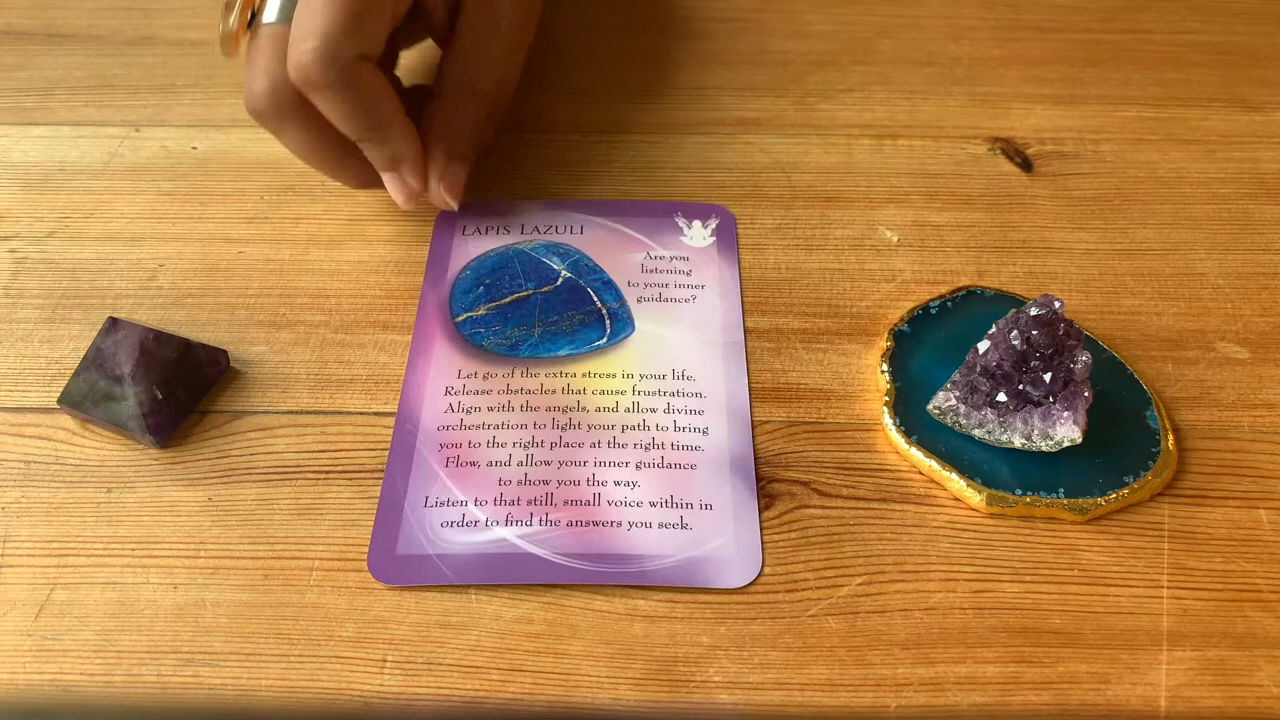 LAPIS LAZULI
Are you
listening
to your inner
guidance?
Let go of the extra stress in your life.
Release obstacles that cause frustration.
Align with the angels, and allow divine
orchestration to light your path to bring
you to the right place at the right time.
Flow, and allow your inner guidance
to show you the way.
Listen to that still, small voice within in
order to find the answers you seek.